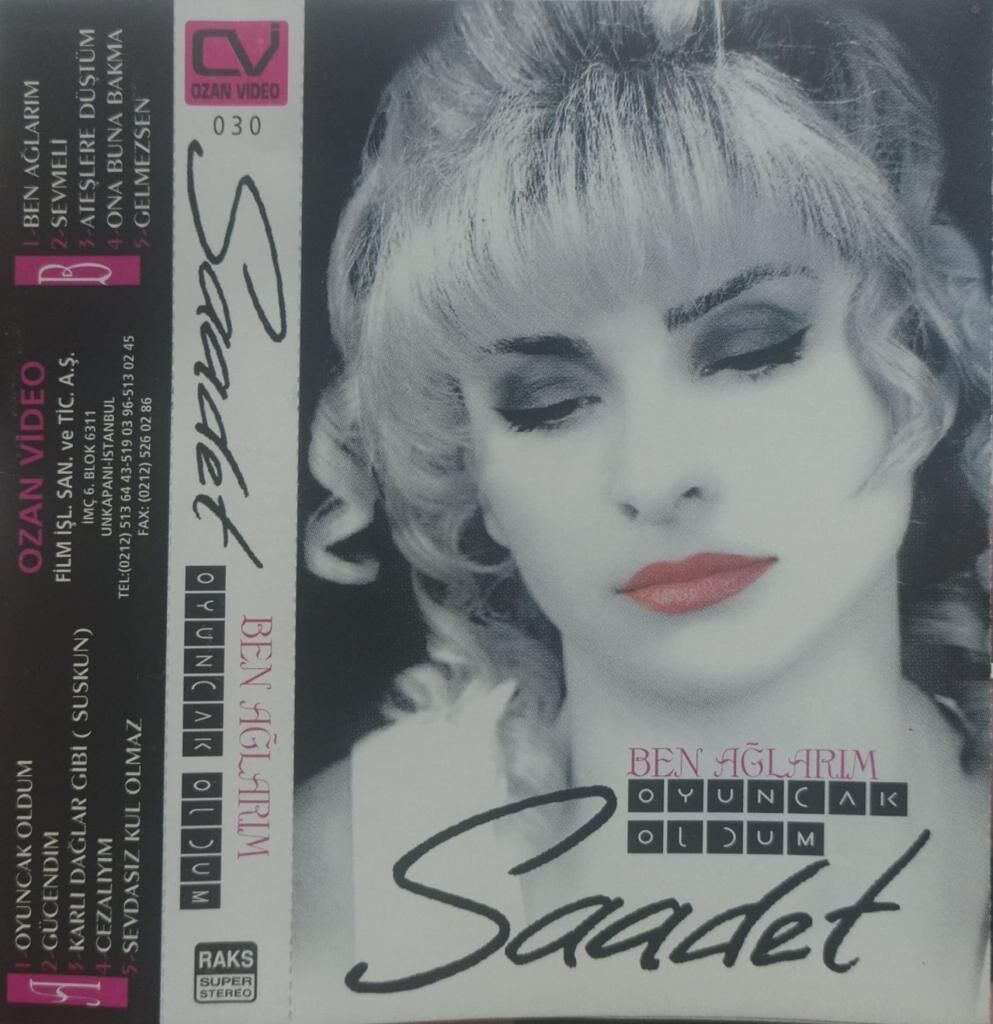 A
1-OYUNCAK OLDUM
2-GÜCENDİM
3-KARLI DAĞLAR GİBİ ( SUSKUN)
4-CEZALIYIM
5-SEVDASIZ KUL OLMAZ
OZAN VİDEO
FİLM İŞL. SAN. ve TİC. A.Ş.
İMÇ 6. BLOK 6311
UNKAPANI-İSTANBUL
TEL:(0212) 513 64 43-519 03 96-513 02 45
FAX: (0212) 526 02 86
B
1-BEN AĞLARIM
2-SEVMELİ
3-ATEŞLERE DÜŞTÜM
4-ONA BUNA BAKMA
5-GELMEZSEN
OV
OZAN VİDEO
030
Saadet
BEN AĞLARIM
OYUNCAK OLDUM
RAKS
SUPER
STEREO
BEN AĞLARIM
OYUNCAK
OLDUM
Saadet